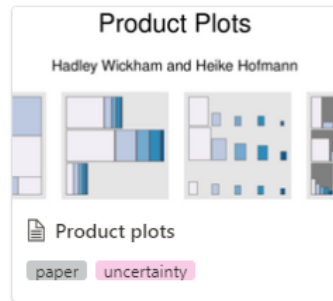 Product Plots
Hadley Wickham and Heike Hofmann
Product plots
paper uncertainty